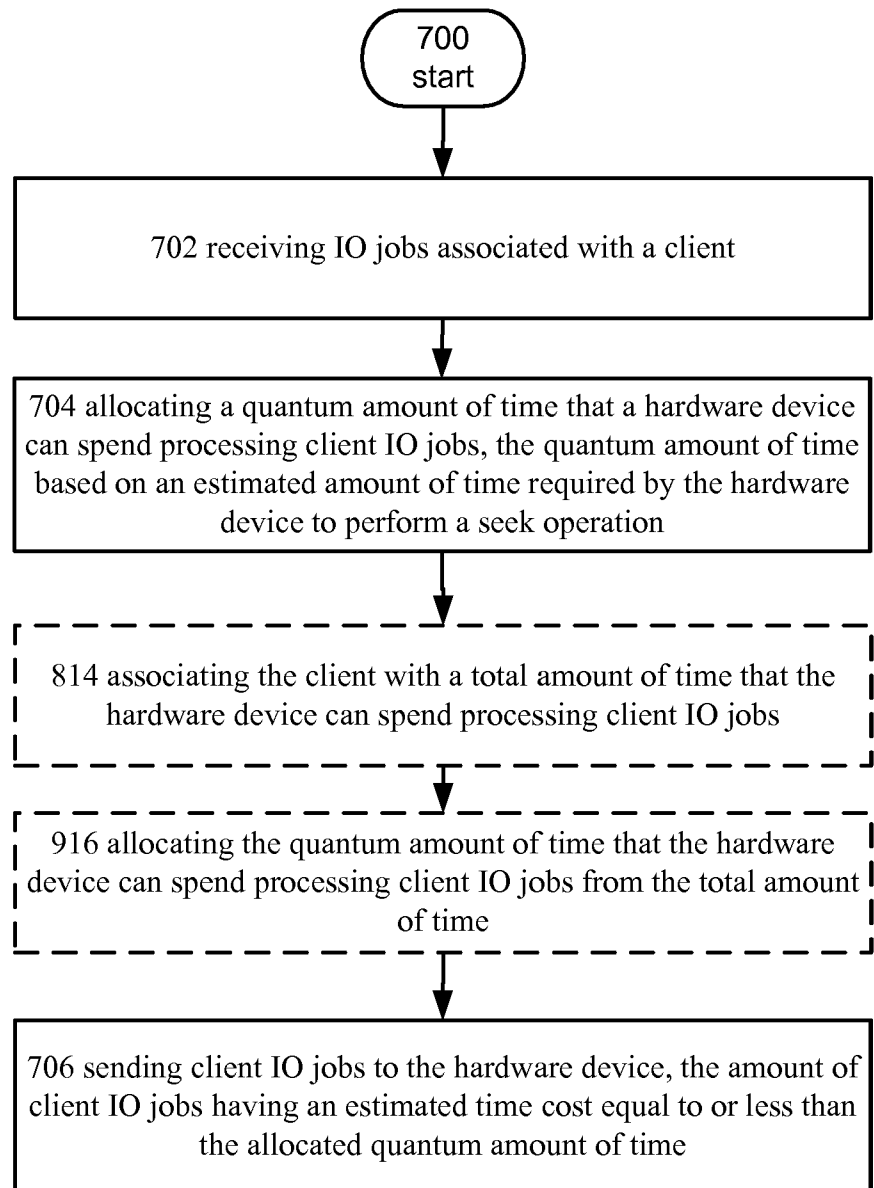 700
start
702 receiving IO jobs associated with a client
704 allocating a quantum amount of time that a hardware device
can spend processing client IO jobs, the quantum amount of time
based on an estimated amount of time required by the hardware
device to perform a seek operation
814 associating the client with a total amount of time that the
hardware device can spend processing client IO jobs
916 allocating the quantum amount of time that the hardware
device can spend processing client IO jobs from the total amount
of time
706 sending client IO jobs to the hardware device, the amount of
client IO jobs having an estimated time cost equal to or less than
the allocated quantum amount of time